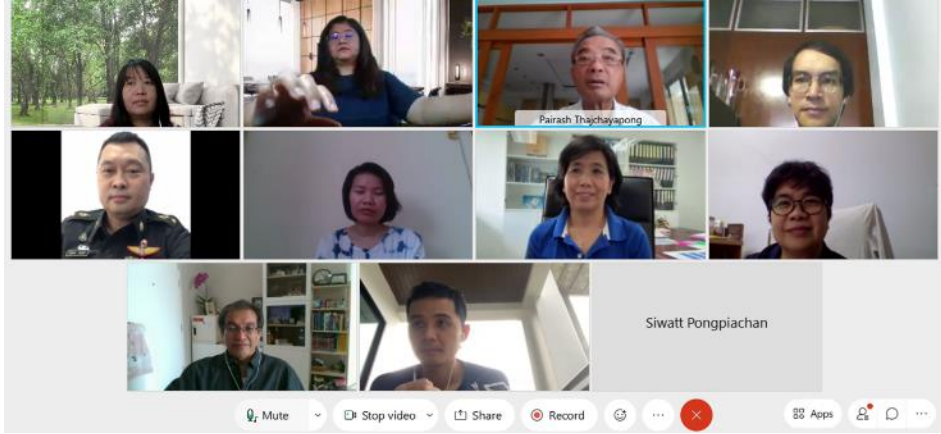 Pairash Thajchayapong
Siwatt Pongpiachan
Mute
Stop video
Share
Record
Apps